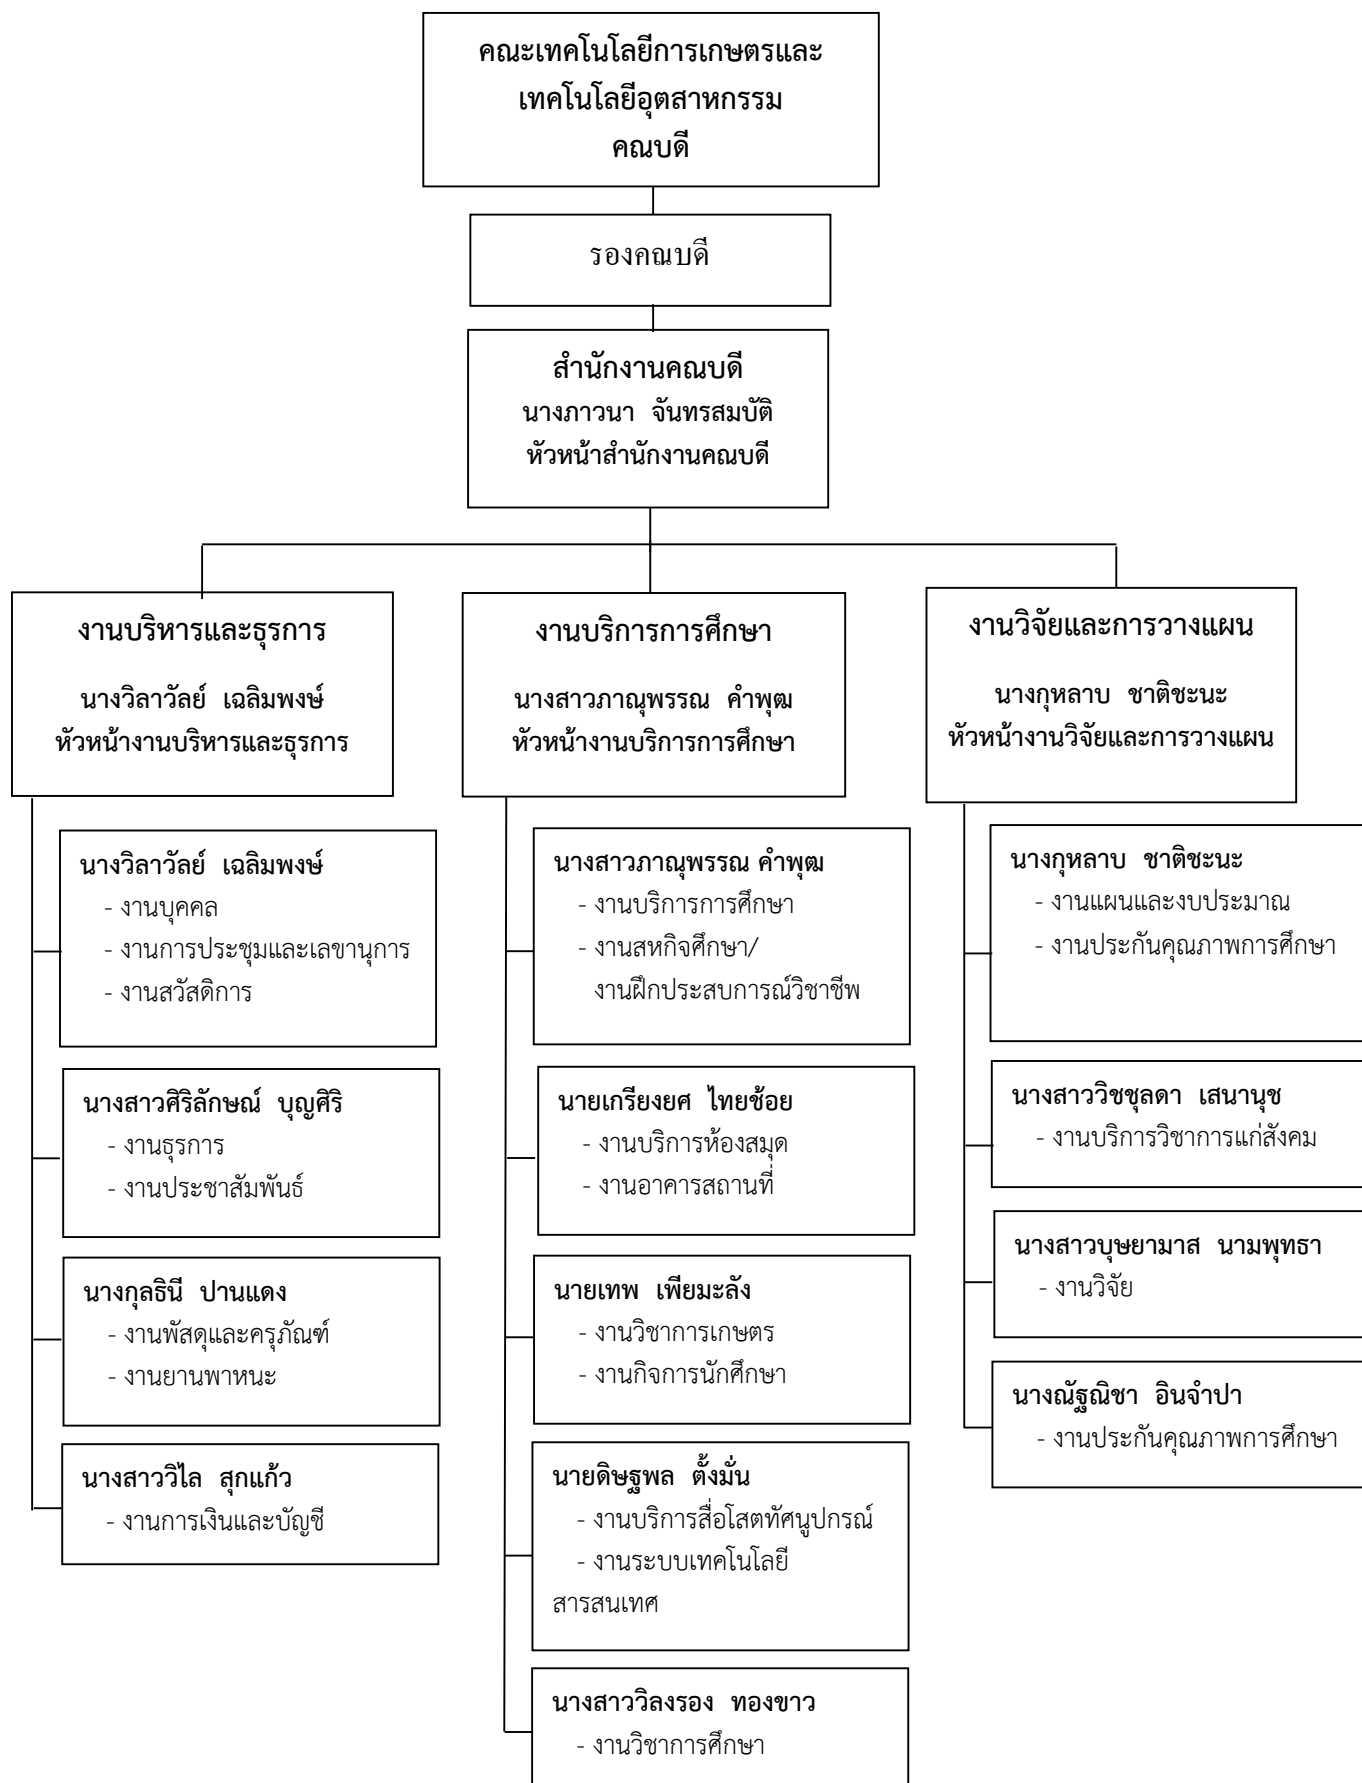 คณะเทคโนโลยีการเกษตรและ
เทคโนโลยีอุตสาหกรรม
คณบดี
รองคณบดี
สำนักงานคณบดี
นางภาวนา จันทรสมบัติ
หัวหน้าสำนักงานคณบดี
งานบริหารและธุรการ
นางวิลาวัลย์ เฉลิมพงษ์
หัวหน้างานบริหารและธุรการ
นางวิลาวัลย์ เฉลิมพงษ์
- งานบุคคล
- งานการประชุมและเลขานุการ
- งานสวัสดิการ
นางสาวศิริลักษณ์ บุญศิริ
- งานธุรการ
- งานประชาสัมพันธ์
นางกุลธินี ปานแดง
- งานพัสดุและครุภัณฑ์
- งานยานพาหนะ
นางสาววิไล สุกแก้ว
- งานการเงินและบัญชี
งานบริการการศึกษา
นางสาวภาณุพรรณ คำพุฒ
หัวหน้างานบริการการศึกษา
นางสาวภาณุพรรณ คำพุฒ
- งานบริการการศึกษา
- งานสหกิจศึกษา/
งานฝึกประสบการณ์วิชาชีพ
นายเกรียงยศ ไทยช้อย
- งานบริการห้องสมุด
- งานอาคารสถานที่
นายเทพ เพียมะลัง
- งานวิชาการเกษตร
- งานกิจการนักศึกษา
นายดิษฐพล ตั้งมั่น
- งานบริการสื่อโสตทัศนูปกรณ์
- งานระบบเทคโนโลยี
สารสนเทศ
นางสาววิลงรอง ทองขาว
- งานวิชาการศึกษา
งานวิจัยและการวางแผน
นางกุหลาบ ชาติชะนะ
หัวหน้างานวิจัยและการวางแผน
นางกุหลาบ ชาติชะนะ
- งานแผนและงบประมาณ
- งานประกันคุณภาพการศึกษา
นางสาววิชชุลดา เสนานุช
- งานบริการวิชาการแก่สังคม
นางสาวบุษยามาส นามพุทธา
- งานวิจัย
นางณัฐณิชา อินจำปา
- งานประกันคุณภาพการศึกษา